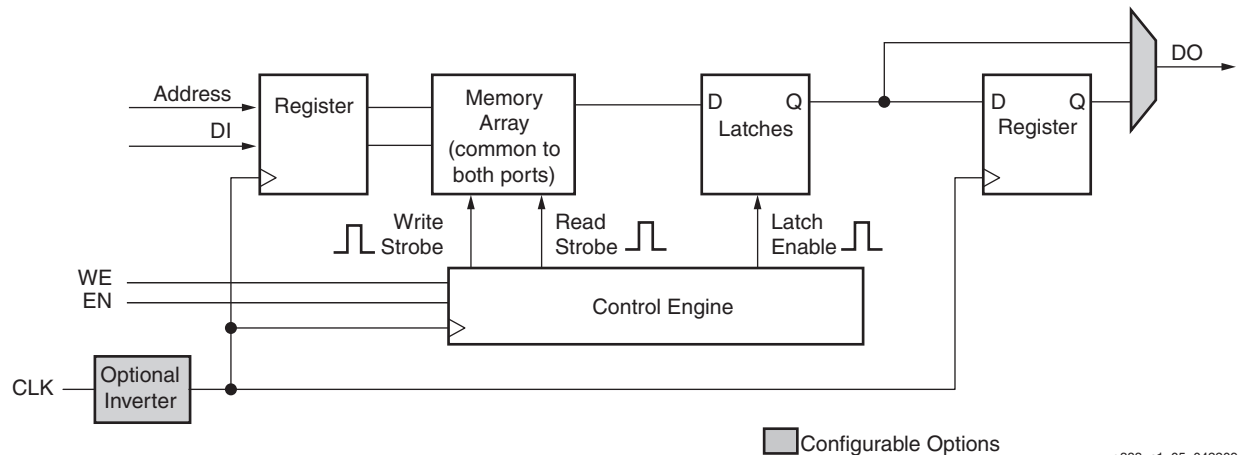 DO
Address
DI
Register
Memory
Array
(common to
both ports)
D Q
Latches
D Q
Register
Write
Strobe
Read
Strobe
Latch
Enable
WE
EN
Control Engine
CLK
Optional
Inverter
Configurable Options